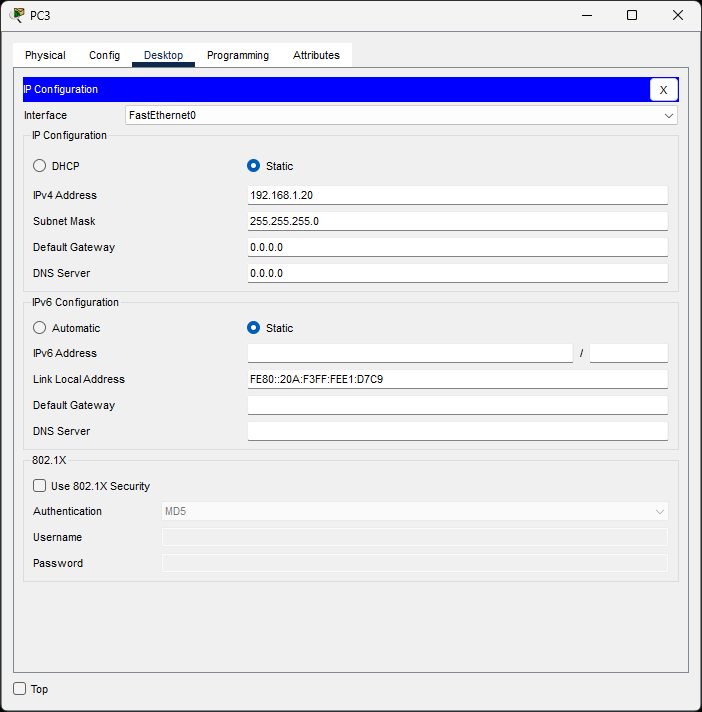 PC3
Physical Config Desktop Programming Attributes
IP Configuration X
Interface FastEthernet0
IP Configuration
DHCP Static
IPv4 Address 192.168.1.20
Subnet Mask 255.255.255.0
Default Gateway 0.0.0.0
DNS Server 0.0.0.0
IPv6 Configuration
Automatic Static
IPv6 Address /
Link Local Address FE80::20A:F3FF:FEE1:D7C9
Default Gateway
DNS Server
802.1X
Use 802.1X Security
Authentication MD5
Username
Password
Top